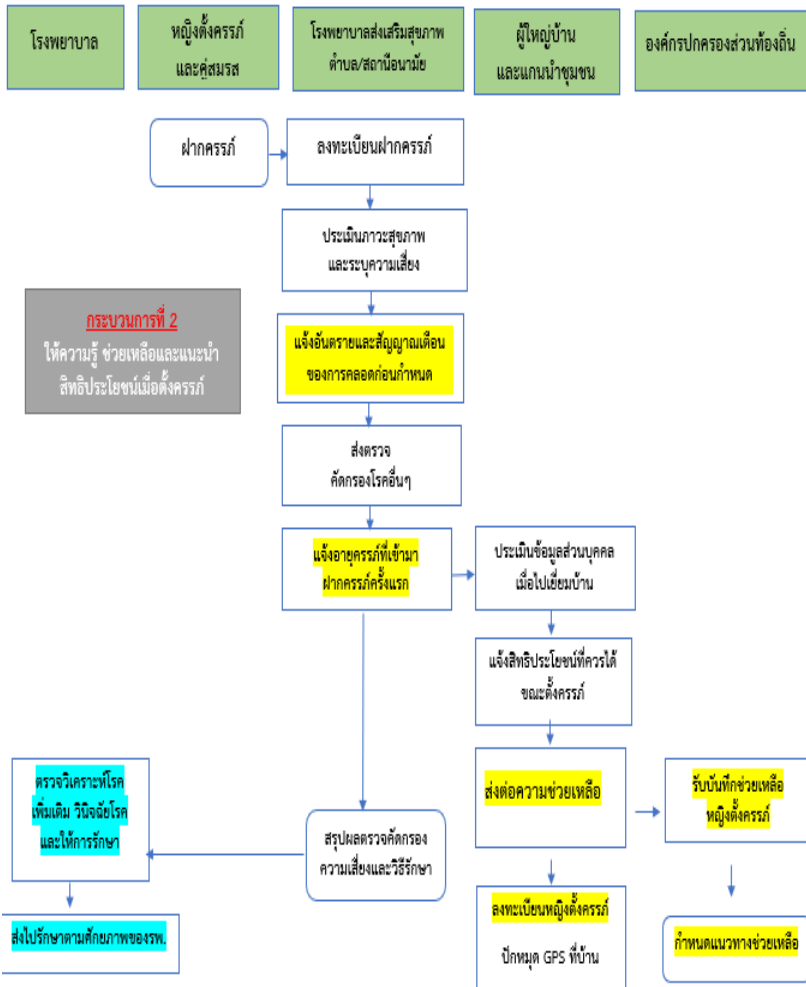 โรงพยาบาล
หญิงตั้งครรภ์
และคู่สมรส
โรงพยาบาลส่งเสริมสุขภาพ
ตำบล/สถานีอนามัย
ผู้ใหญ่บ้าน
และแกนนำชุมชน
องค์กรปกครองส่วนท้องถิ่น
ฝากครรภ์
ลงทะเบียนฝากครรภ์
ประเมินภาวะสุขภาพ
และระบุความเสี่ยง
กระบวนการที่ 2
ให้ความรู้ ช่วยเหลือและแนะนำ
สิทธิประโยชน์เมื่อตั้งครรภ์
แจ้งอันตรายและสัญญาณเตือน
ของการคลอดก่อนกำหนด
ส่งตรวจ
คัดกรองโรคอื่นๆ
แจ้งอายุครรภ์ที่เข้ามา
ฝากครรภ์ครั้งแรก
ประเมินข้อมูลส่วนบุคคล
เมื่อไปเยี่ยมบ้าน
แจ้งสิทธิประโยชน์ที่ควรได้
ขณะตั้งครรภ์
ตรวจวิเคราะห์โรค
เพิ่มเติม วินิจฉัยโรค
และให้การรักษา
ส่งต่อความช่วยเหลือ
รับบันทึกช่วยเหลือ
หญิงตั้งครรภ์
สรุปผลตรวจคัดกรอง
ความเสี่ยงและวิธีรักษา
ส่งไปรักษาตามศักยภาพของรพ.
ลงทะเบียนหญิงตั้งครรภ์
ปักหมุด GPS ที่บ้าน
กำหนดแนวทางช่วยเหลือ